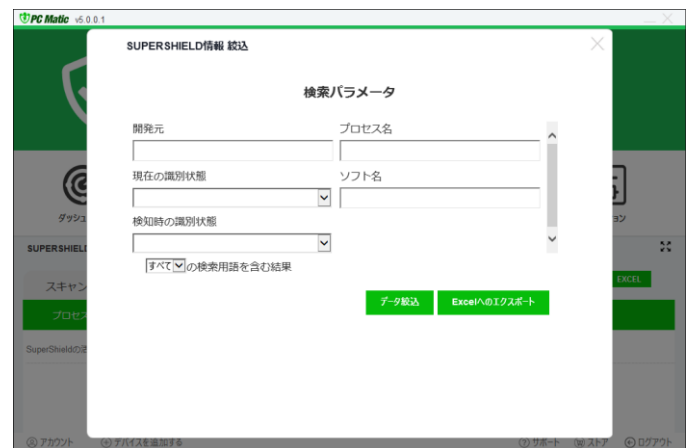 PC Matic v5.0.0.1
SUPERSHIELD情報 絞込
検索パラメータ
開発元
プロセス名
現在の識別状態
ソフト名
検知時の識別状態
すべての検索用語を含む結果
データ絞込
Excelへのエクスポート
ダッシュ
ョン
SUPERSHIEL
スキャン
EXCEL
プロセス
SuperShieldの
アカウント
デバイスを追加する
サポート
ストア
ログアウト